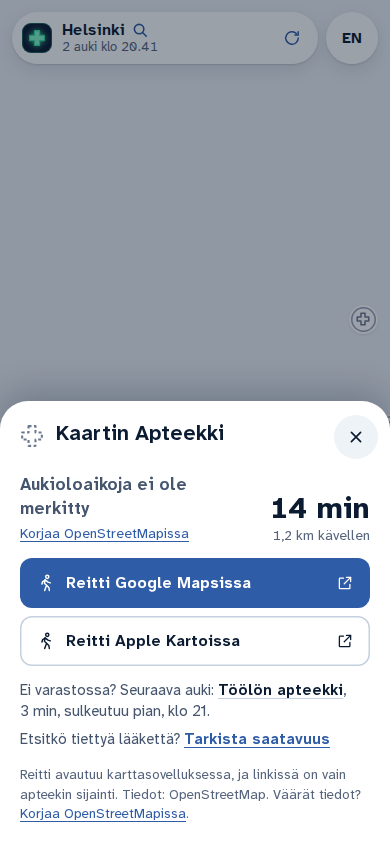 Helsinki
2 auki klo 20.41
EN
Kaartin Apteekki
Aukioloaikoja ei ole
merkitty
Korjaa OpenStreetMapissa
14 min
1,2 km kävellen
Reitti Google Mapsissa
Reitti Apple Kartoissa
Ei varastossa? Seuraava auki: Töölön apteekki,
3 min, sulkeutuu pian, klo 21.
Etsitkö tiettyä lääkettä? Tarkista saatavuus
Reitti avautuu karttasovelluksessa, ja linkissä on vain
apteekin sijainti. Tiedot: OpenStreetMap. Väärät tiedot?
Korjaa OpenStreetMapissa.